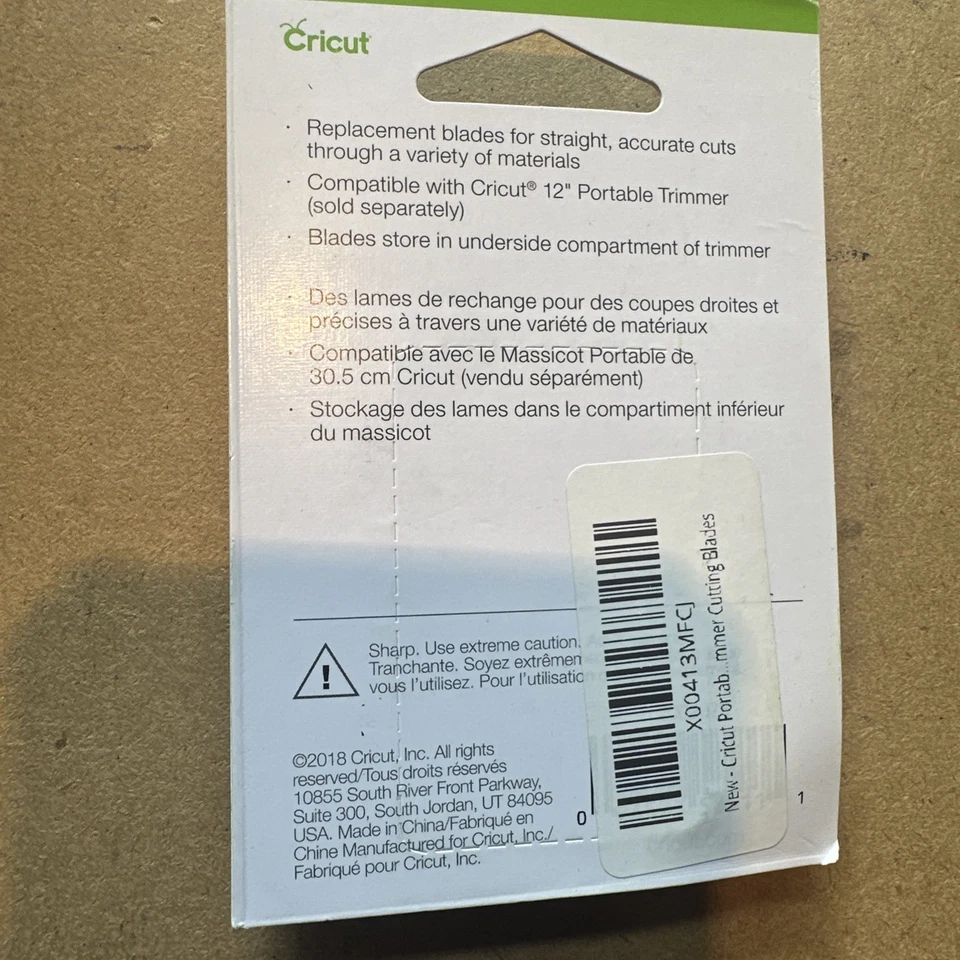 Cricut
· Replacement blades for straight, accurate cuts
through a variety of materials
· Compatible with Cricut® 12" Portable Trimmer
(sold separately)
· Blades store in underside compartment of trimmer
· Des lames de rechange pour des coupes droites et
précises à travers une variété de matériaux
· Compatible avec le Massicot Portable de
30.5 cm Cricut (vendu séparément)
· Stockage des lames dans le compartiment inférieur
du massicot
Sharp. Use extreme caution.
Tranchante. Soyez extrêmen
vous l'utilisez. Pour l'utilisatio
©2018 Cricut, Inc. All rights
reserved/Tous droits réservés
10855 South River Front Parkway,
Suite 300, South Jordan, UT 84095
USA. Made in China/Fabriqué en
Chine Manufactured for Cricut, Inc./
Fabriqué pour Cricut, Inc.
0
1
X00413MFCJ
New - Cricut Portab...mmer Cutting Blades